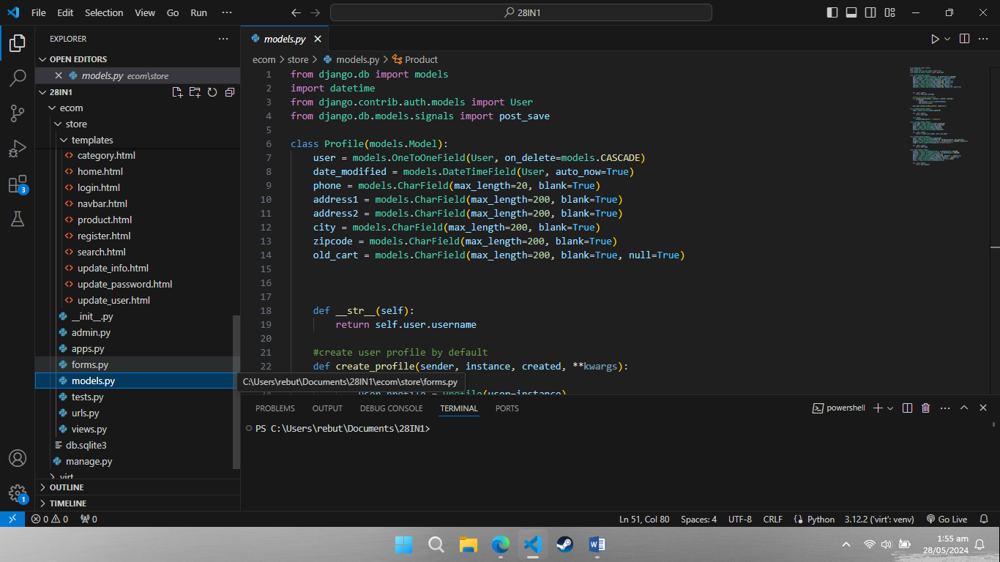 File Edit Selection View Go Run ··· 28IN1
EXPLORER ···
OPEN EDITORS
models.py ecom\store
28IN1
ecom
store
templates
category.html
home.html
login.html
navbar.html
product.html
register.html
search.html
update_info.html
update_password.html
update_user.html
__init__.py
admin.py
apps.py
forms.py
models.py
tests.py
urls.py
views.py
db.sqlite3
manage.py
virt
OUTLINE
TIMELINE
3
1
models.py
ecom > store > models.py > Product
1 from django.db import models
2 import datetime
3 from django.contrib.auth.models import User
4 from django.db.models.signals import post_save
5
6 class Profile(models.Model):
7 user = models.OneToOneField(User, on_delete=models.CASCADE)
8 date_modified = models.DateTimeField(User, auto_now=True)
9 phone = models.CharField(max_length=20, blank=True)
10 address1 = models.CharField(max_length=200, blank=True)
11 address2 = models.CharField(max_length=200, blank=True)
12 city = models.CharField(max_length=200, blank=True)
13 zipcode = models.CharField(max_length=200, blank=True)
14 old_cart = models.CharField(max_length=200, blank=True, null=True)
15
16
17
18 def __str__(self):
19 return self.user.username
20
21 #create user profile by default
22 def create_profile(sender, instance, created, **kwargs):
C:\Users\rebut\Documents\28IN1\ecom\store\forms.py
24 user_profile = Profile(user=instance)
PROBLEMS OUTPUT DEBUG CONSOLE TERMINAL PORTS powershell
PS C:\Users\rebut\Documents\28IN1>
0 0 0 Ln 51, Col 80 Spaces: 4 UTF-8 CRLF Python 3.12.2 ('virt': venv) Go Live
1:55 am
28/05/2024